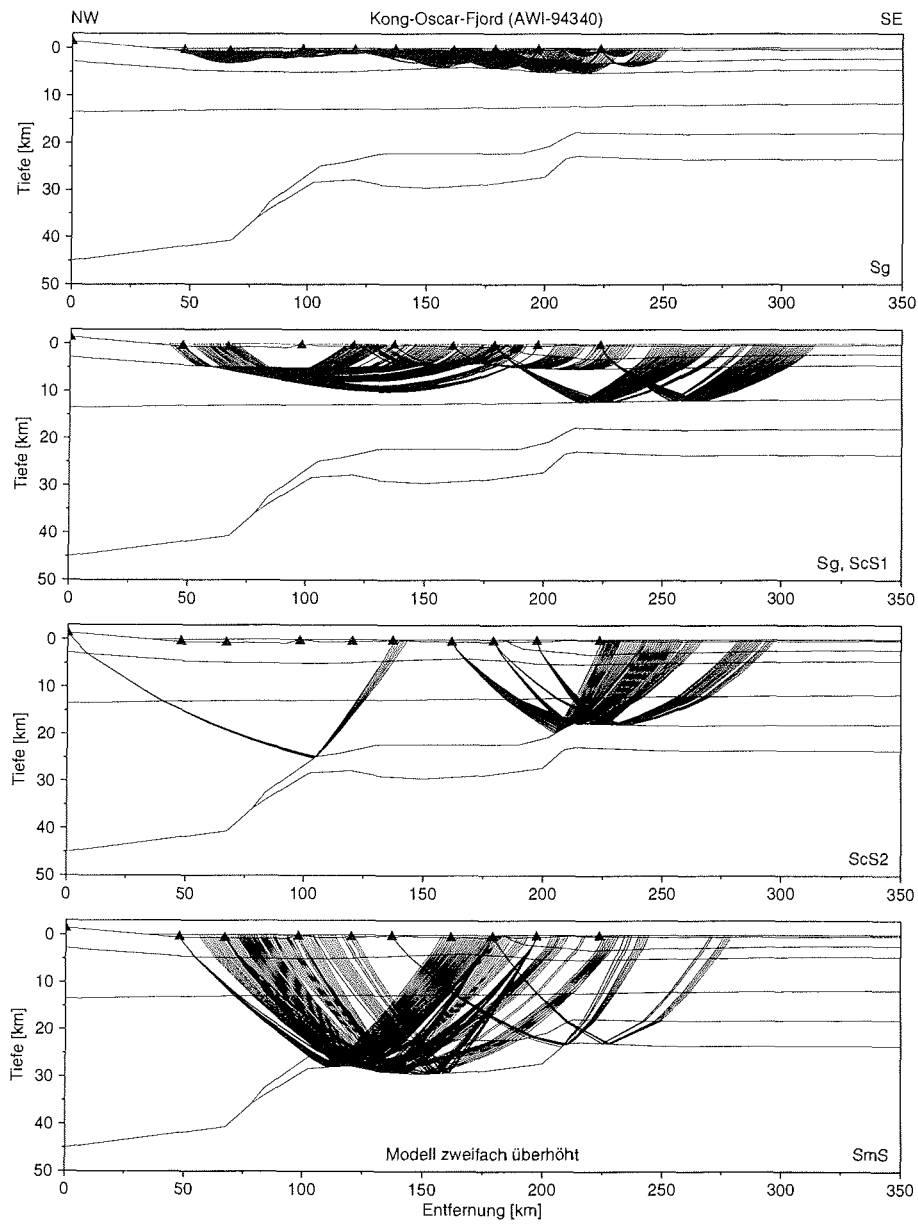 NW Kong-Oscar-Fjord (AWI-94340) SE
0
10
20
30
40
50
Tiefe [km]
Sg
0 50 100 150 200 250 300 350
0
10
20
30
40
50
Tiefe [km]
Sg, ScS1
0 50 100 150 200 250 300 350
0
10
20
30
40
50
Tiefe [km]
ScS2
0 50 100 150 200 250 300 350
0
10
20
30
40
50
Tiefe [km]
Modell zweifach überhöht SmS
0 50 100 150 200 250 300 350
Entfernung [km]